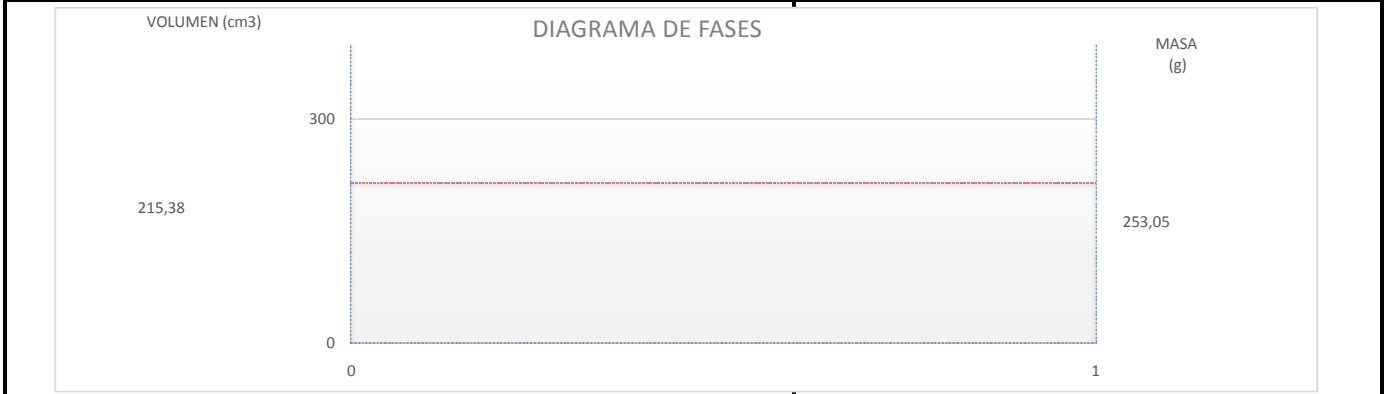 VOLUMEN (cm3)
DIAGRAMA DE FASES
MASA
(g)
300
215,38
253,05
0
0
1